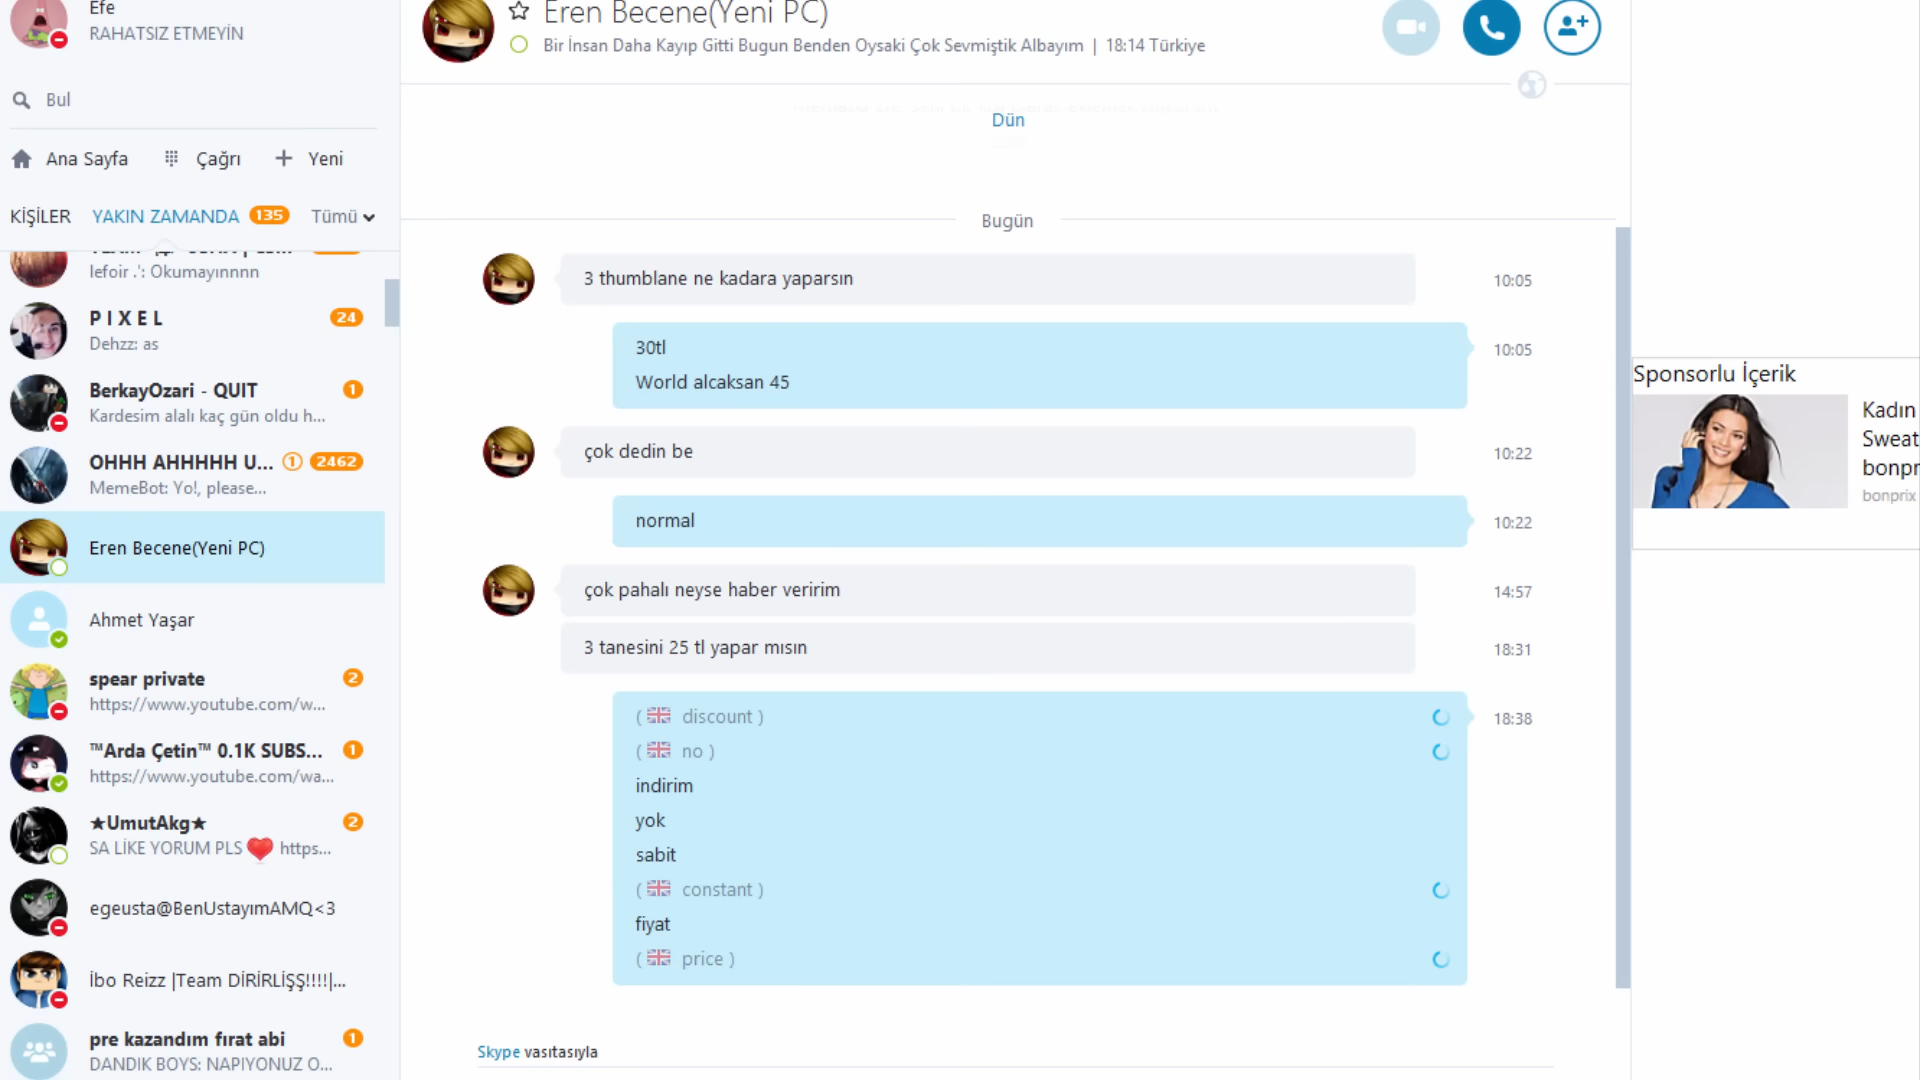 Efe
RAHATSIZ ETMEYİN
Bul
Ana Sayfa
Çağrı
Yeni
KİŞİLER
YAKIN ZAMANDA 135
Tümü
lefoir .': Okumayınnnn
P I X E L 24
Dehzz: as
BerkayOzari - QUIT 1
Kardesim alalı kaç gün oldu h...
OHHH AHHHHH U... 1 2462
MemeBot: Yo!, please...
Eren Becene(Yeni PC)
Ahmet Yaşar
spear private 2
https://www.youtube.com/w...
™Arda Çetin™ 0.1K SUBS... 1
https://www.youtube.com/wa...
★UmutAkg★ 2
SA LİKE YORUM PLS ❤ https...
egeusta@BenUstayımAMQ<3
İbo Reizz |Team DİRİRLİŞŞ!!!!|...
pre kazandım fırat abi 1
DANDIK BOYS: NAPIYONUZ O...
Eren Becene(Yeni PC)
Bir İnsan Daha Kayıp Gitti Bugun Benden Oysaki Çok Sevmiştik Albayım | 18:14 Türkiye
Dün
Bugün
3 thumblane ne kadara yaparsın 10:05
30tl 10:05
World alcaksan 45
çok dedin be 10:22
normal 10:22
çok pahalı neyse haber veririm 14:57
3 tanesini 25 tl yapar mısın 18:31
( 🇬🇧 discount ) 18:38
( 🇬🇧 no )
indirim
yok
sabit
( 🇬🇧 constant )
fiyat
( 🇬🇧 price )
Skype vasıtasıyla
Sponsorlu İçerik
Kadın
Sweat
bonpr
bonprix